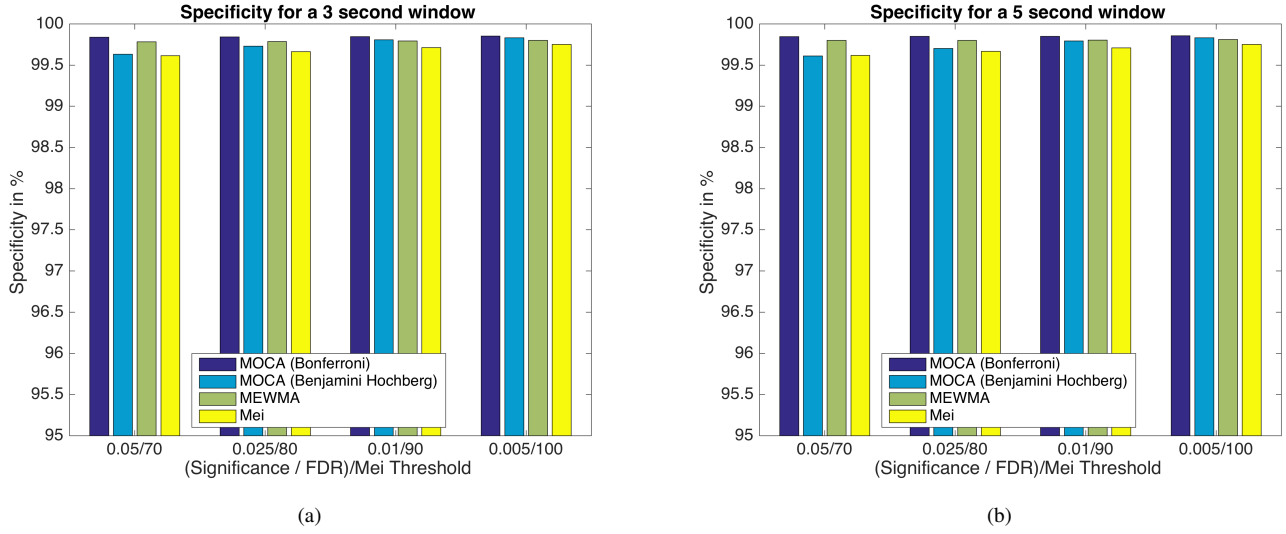 Specificity for a 3 second window
100
99.5
99
98.5
98
97.5
97
96.5
96
95.5
95
Specificity in %
MOCA (Bonferroni)
MOCA (Benjamini Hochberg)
MEWMA
Mei
0.05/70 0.025/80 0.01/90 0.005/100
(Significance / FDR)/Mei Threshold
(a)
Specificity for a 5 second window
100
99.5
99
98.5
98
97.5
97
96.5
96
95.5
95
Specificity in %
MOCA (Bonferroni)
MOCA (Benjamini Hochberg)
MEWMA
Mei
0.05/70 0.025/80 0.01/90 0.005/100
(Significance / FDR)/Mei Threshold
(b)